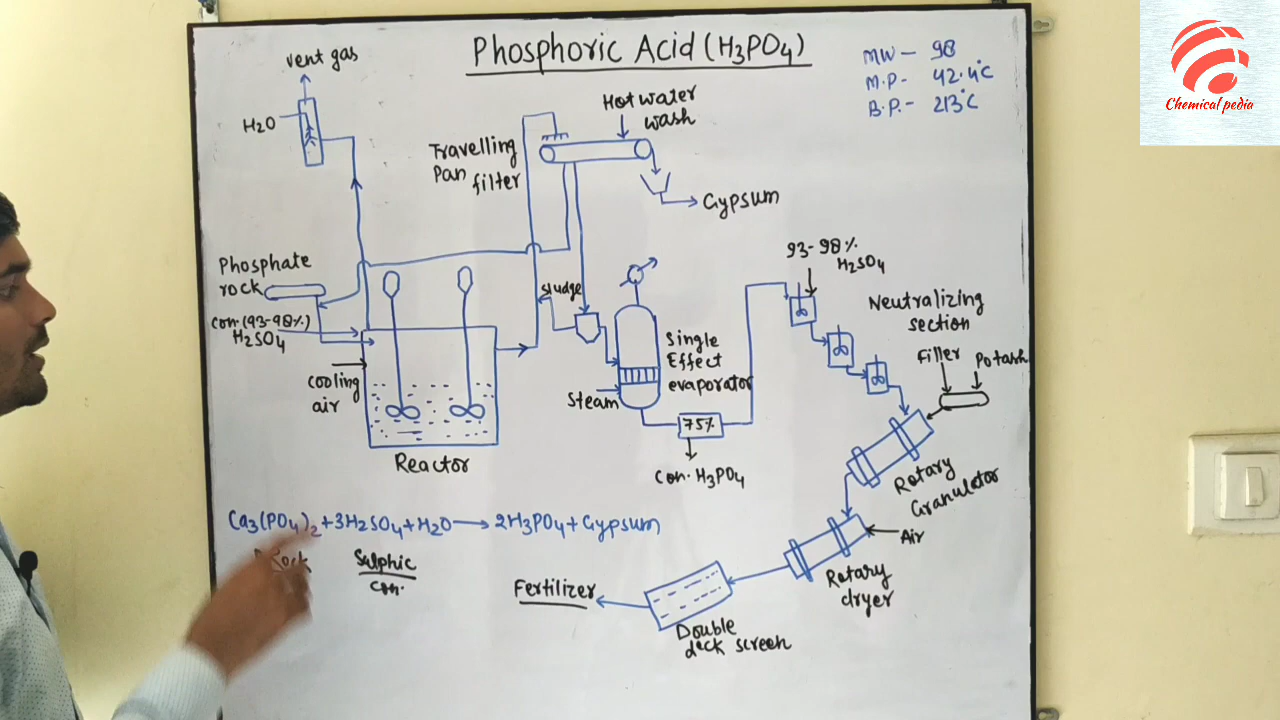 Phosphoric Acid (H3PO4)
MW - 98
M.P. - 42.4°C
B.P. - 213°C
Chemical pedia
vent gas
H2O
Travelling
Pan
filter
Hot water
wash
Gypsum
Phosphate
rock
con. (93-98%)
H2SO4
cooling
air
Reactor
sludge
Single
Effect
evaporator
Steam
75%
Con. H3PO4
93-98%
H2SO4
Neutralizing
section
Filler
Potash
Rotary
Granulator
Air
Rotary
dryer
Double
deck screen
Fertilizer
Ca3(PO4)2 + 3H2SO4 + H2O → 2H3PO4 + Gypsum
Rock
Sulphic
con.